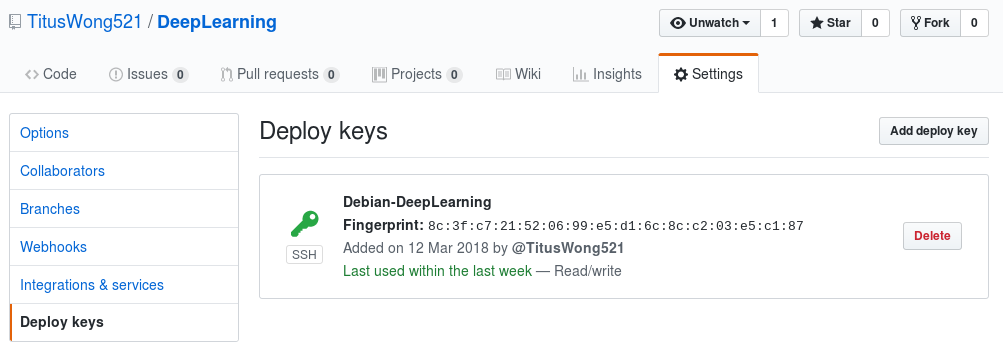 TitusWong521 / DeepLearning
Unwatch 1 Star 0 Fork 0
Code Issues 0 Pull requests 0 Projects 0 Wiki Insights Settings
Options
Collaborators
Branches
Webhooks
Integrations & services
Deploy keys
Deploy keys Add deploy key
Debian-DeepLearning
Fingerprint: 8c:3f:c7:21:52:06:99:e5:d1:6c:8c:c2:03:e5:c1:87
SSH
Added on 12 Mar 2018 by @TitusWong521
Last used within the last week — Read/write
Delete